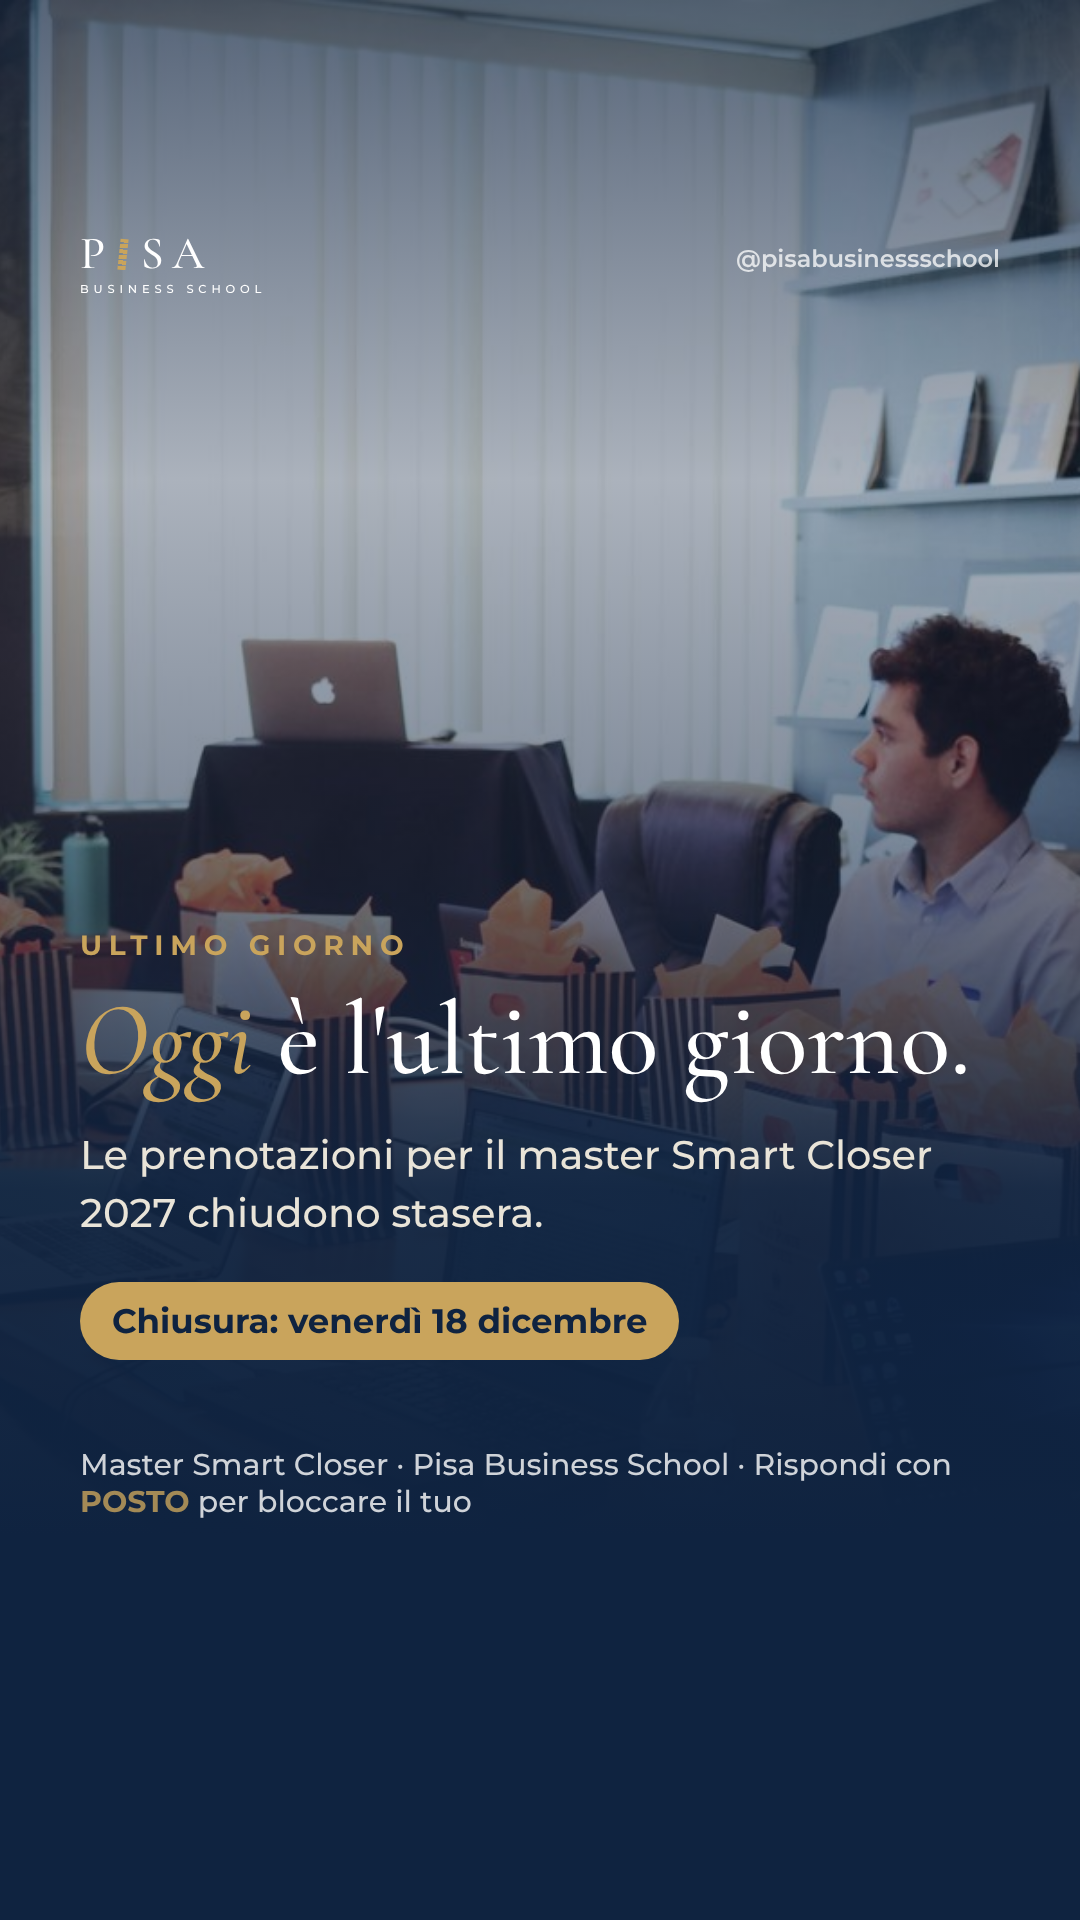 PISA
BUSINESS SCHOOL
@pisabusinessschool
ULTIMO GIORNO
Oggi è l'ultimo giorno.
Le prenotazioni per il master Smart Closer
2027 chiudono stasera.
Chiusura: venerdì 18 dicembre
Master Smart Closer · Pisa Business School · Rispondi con
POSTO per bloccare il tuo